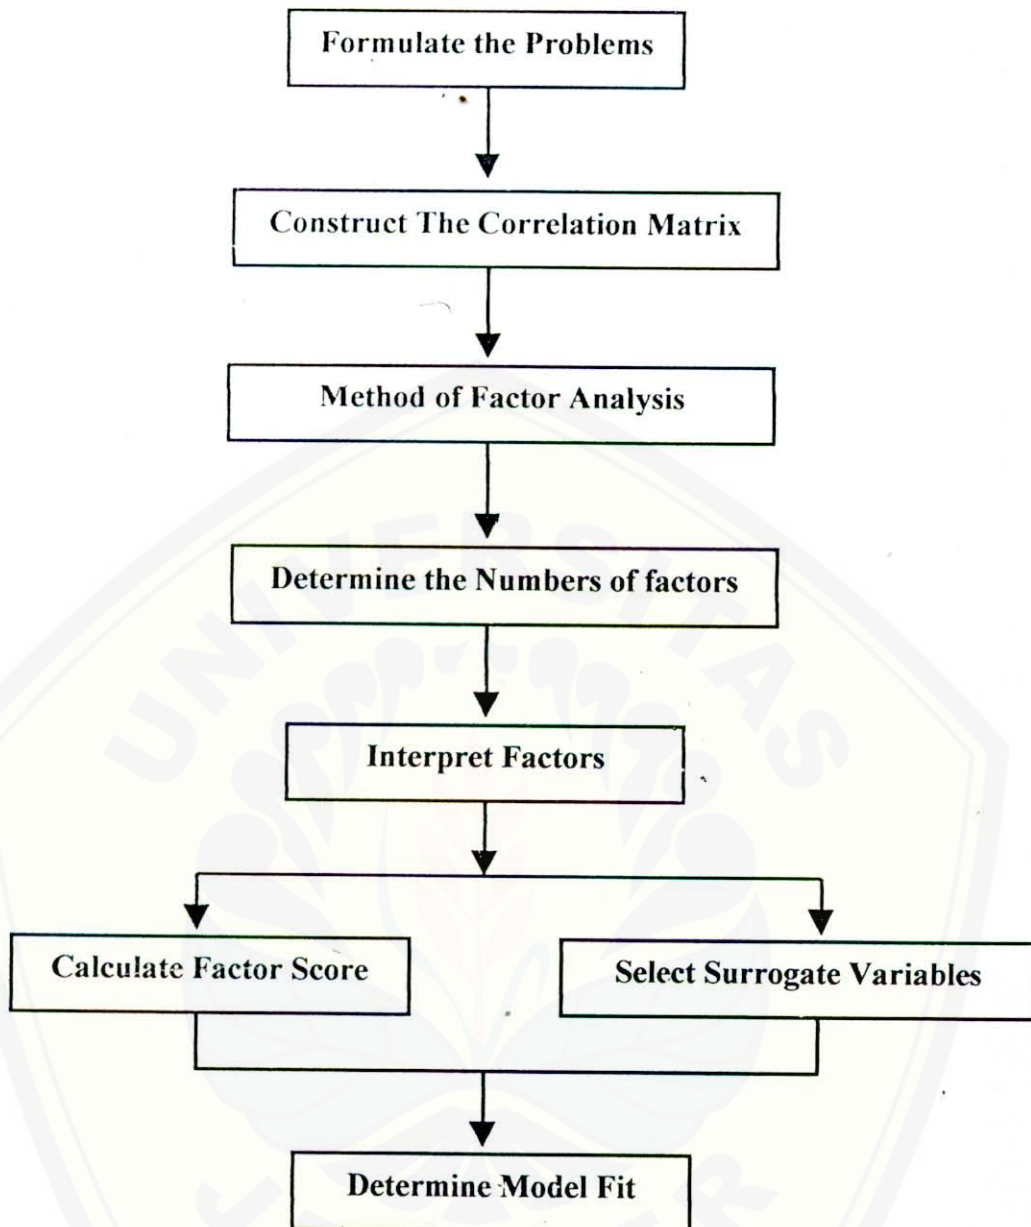 Formulate the Problems
Construct The Correlation Matrix
Method of Factor Analysis
Determine the Numbers of factors
UNIVERSITAS
Interpret Factors
Calculate Factor Score
Select Surrogate Variables
Determine Model Fit